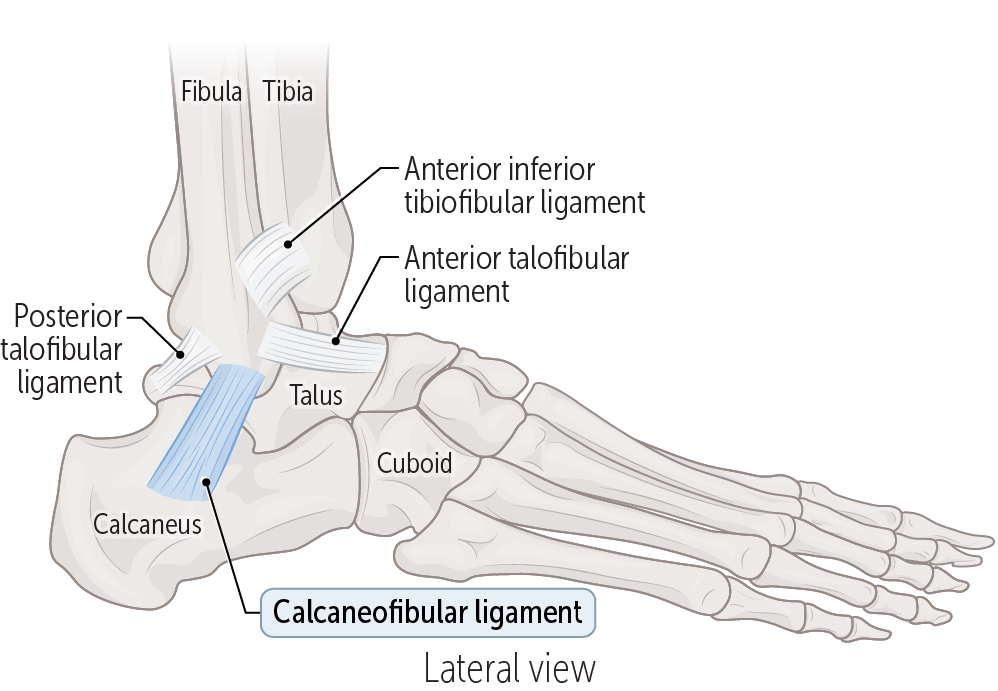 Fibula
Tibia
Anterior inferior
tibiofibular ligament
Anterior talofibular
ligament
Posterior
talofibular
ligament
Talus
Cuboid
Calcaneus
Calcaneofibular ligament
Lateral view